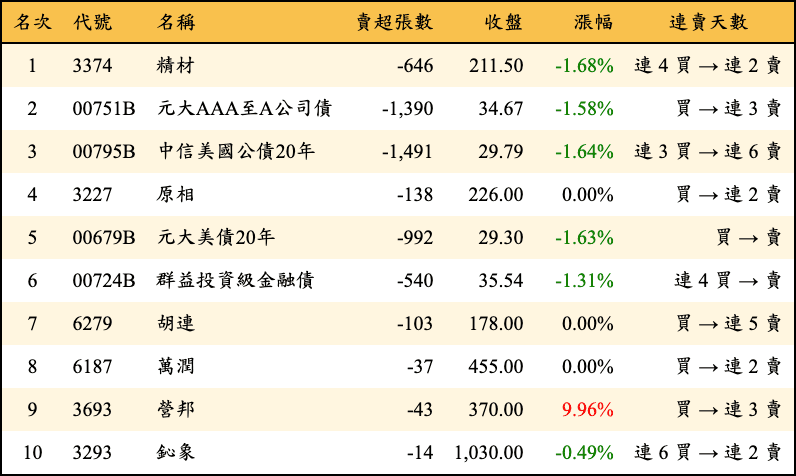 名次 代號 名稱 賣超張數 收盤 漲幅 連賣天數
1 3374 精材 -646 211.50 -1.68% 連 4 買 → 連 2 賣
2 00751B 元大AAA至A公司債 -1,390 34.67 -1.58% 買 → 連 3 賣
3 00795B 中信美國公債20年 -1,491 29.79 -1.64% 連 3 買 → 連 6 賣
4 3227 原相 -138 226.00 0.00% 買 → 連 2 賣
5 00679B 元大美債20年 -992 29.30 -1.63% 買 → 賣
6 00724B 群益投資級金融債 -540 35.54 -1.31% 連 4 買 → 賣
7 6279 胡連 -103 178.00 0.00% 買 → 連 5 賣
8 6187 萬潤 -37 455.00 0.00% 買 → 連 2 賣
9 3693 營邦 -43 370.00 9.96% 買 → 連 3 賣
10 3293 鈊象 -14 1,030.00 -0.49% 連 6 買 → 連 2 賣